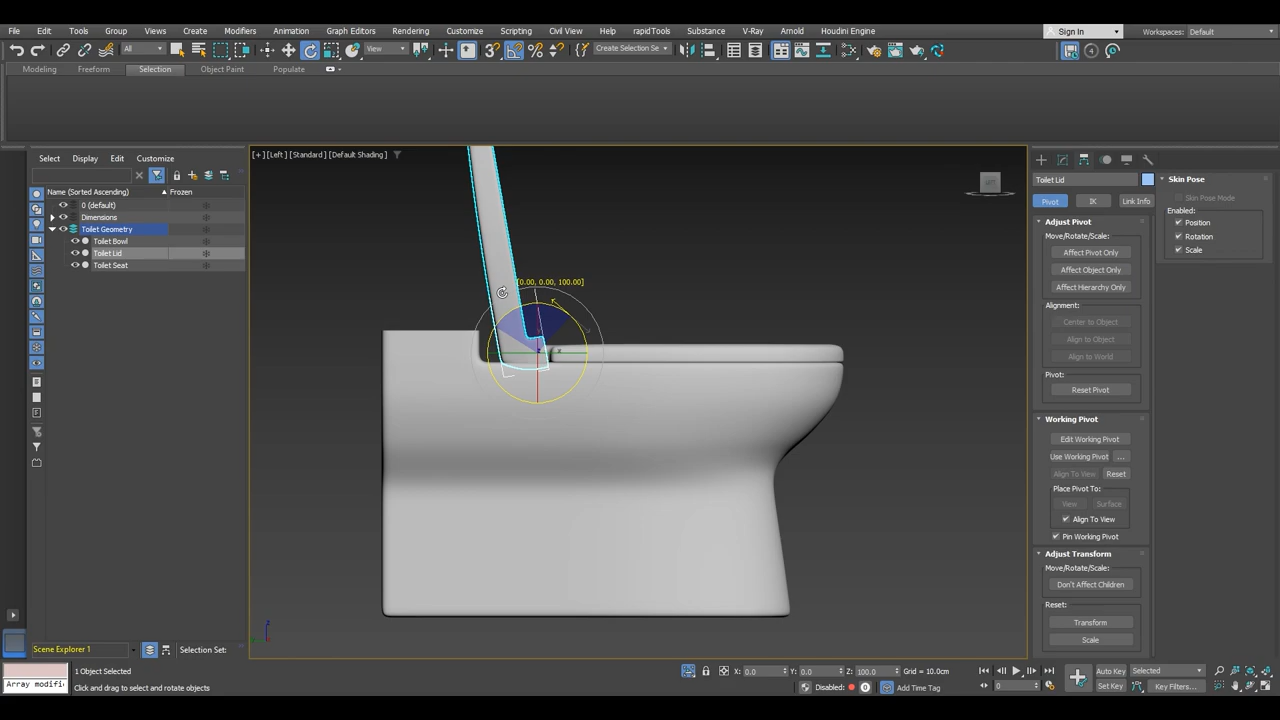 File Edit Tools Group Views Create Modifiers Animation Graph Editors Rendering Customize Scripting Civil View Help rapidTools Substance V-Ray Arnold Houdini Engine Sign In Workspaces: Default
All View Create Selection Se
Modeling Freeform Selection Object Paint Populate
Select Display Edit Customize
Name (Sorted Ascending) Frozen
0 (default)
Dimensions
Toilet Geometry
Toilet Bowl
Toilet Lid
Toilet Seat
Scene Explorer 1 Selection Set:
[+] [Left] [Standard] [Default Shading]
[0.00, 0.00, 100.00]
x
z
Toilet Lid
Pivot IK Link Info
Adjust Pivot
Move/Rotate/Scale:
Affect Pivot Only
Affect Object Only
Affect Hierarchy Only
Alignment:
Center to Object
Align to Object
Align to World
Pivot:
Reset Pivot
Working Pivot
Edit Working Pivot
Use Working Pivot ...
Align To View Reset
Place Pivot To:
View Surface
Align To View
Pin Working Pivot
Adjust Transform
Move/Rotate/Scale:
Don't Affect Children
Reset:
Transform
Scale
Skin Pose
Skin Pose Mode
Enabled:
Position
Rotation
Scale
1 Object Selected X: 0.0 Y: 0.0 Z: 100.0 Grid = 10.0cm Auto Key Selected
Array modifi Click and drag to select and rotate objects Disabled: Add Time Tag 0 Set Key Key Filters...